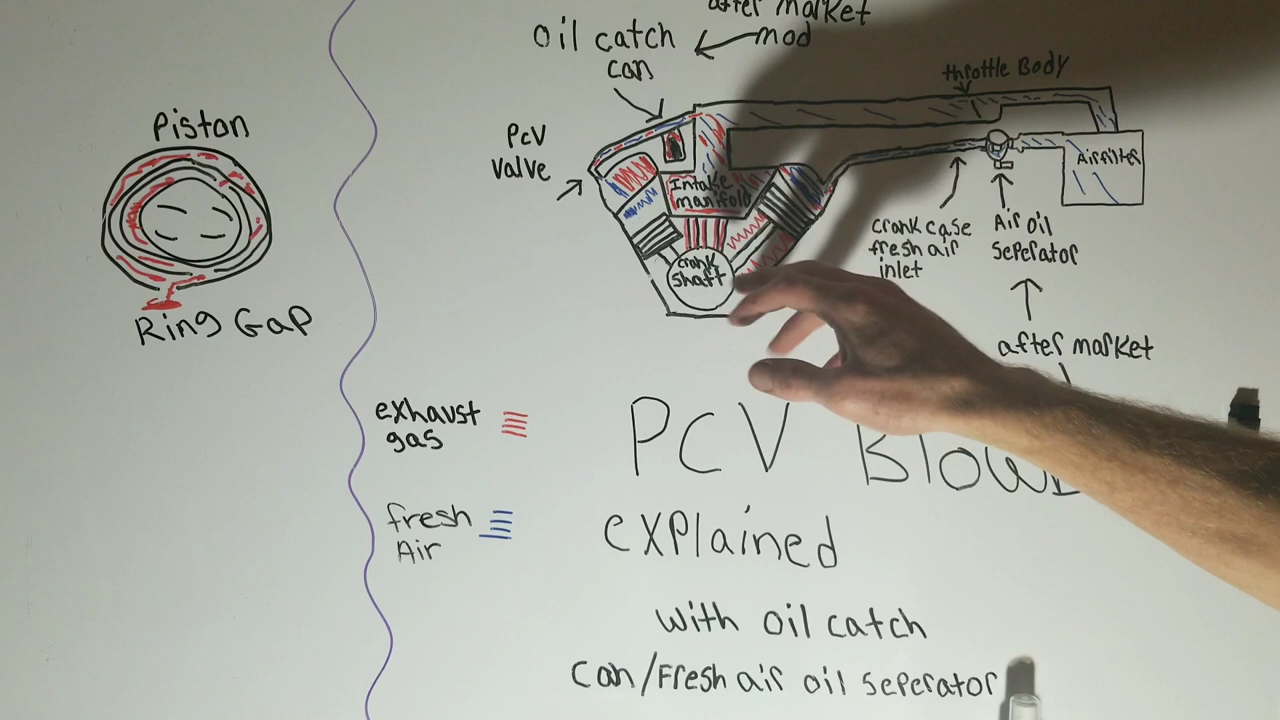 after market
mod
oil catch
can
throttle Body
Piston
PCV
valve
Air filter
Intake
manifold
crank
shaft
crank case
fresh air
inlet
Air oil
seperator
Ring Gap
after market
exhaust
gas
PCV
explained
fresh
Air
with oil catch
can/Fresh air oil seperator